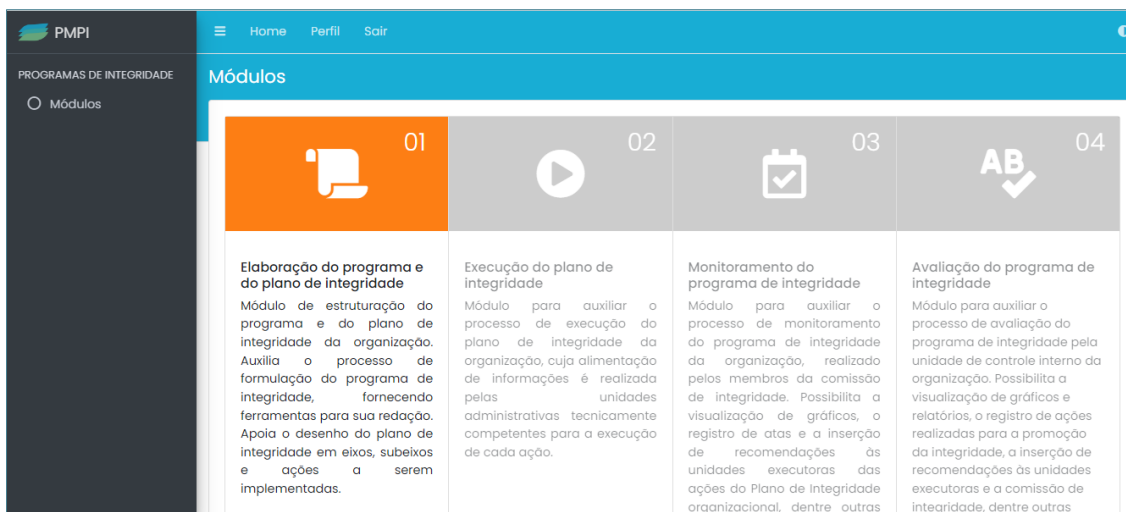 PMPI
Home Perfil Sair
PROGRAMAS DE INTEGRIDADE
Módulos
Módulos
01
Elaboração do programa e
do plano de integridade
Módulo de estruturação do
programa e do plano de
integridade da organização.
Auxilia o processo de
formulação do programa de
integridade, fornecendo
ferramentas para sua redação.
Apoia o desenho do plano de
integridade em eixos, subeixos
e ações a serem
implementadas.
02
Execução do plano de
integridade
Módulo para auxiliar o
processo de execução do
plano de integridade da
organização, cuja alimentação
de informações é realizada
pelas unidades
administrativas tecnicamente
competentes para a execução
de cada ação.
03
Monitoramento do
programa de integridade
Módulo para auxiliar o
processo de monitoramento
do programa de integridade
da organização, realizado
pelos membros da comissão
de integridade. Possibilita a
visualização de gráficos, o
registro de atas e a inserção
de recomendações às
unidades executoras das
ações do Plano de Integridade
organizacional, dentre outras
AB
04
Avaliação do programa de
integridade
Módulo para auxiliar o
processo de avaliação do
programa de integridade pela
unidade de controle interno da
organização. Possibilita a
visualização de gráficos e
relatórios, o registro de ações
realizadas para a promoção
da integridade, a inserção de
recomendações às unidades
executoras e a comissão de
integridade, dentre outras